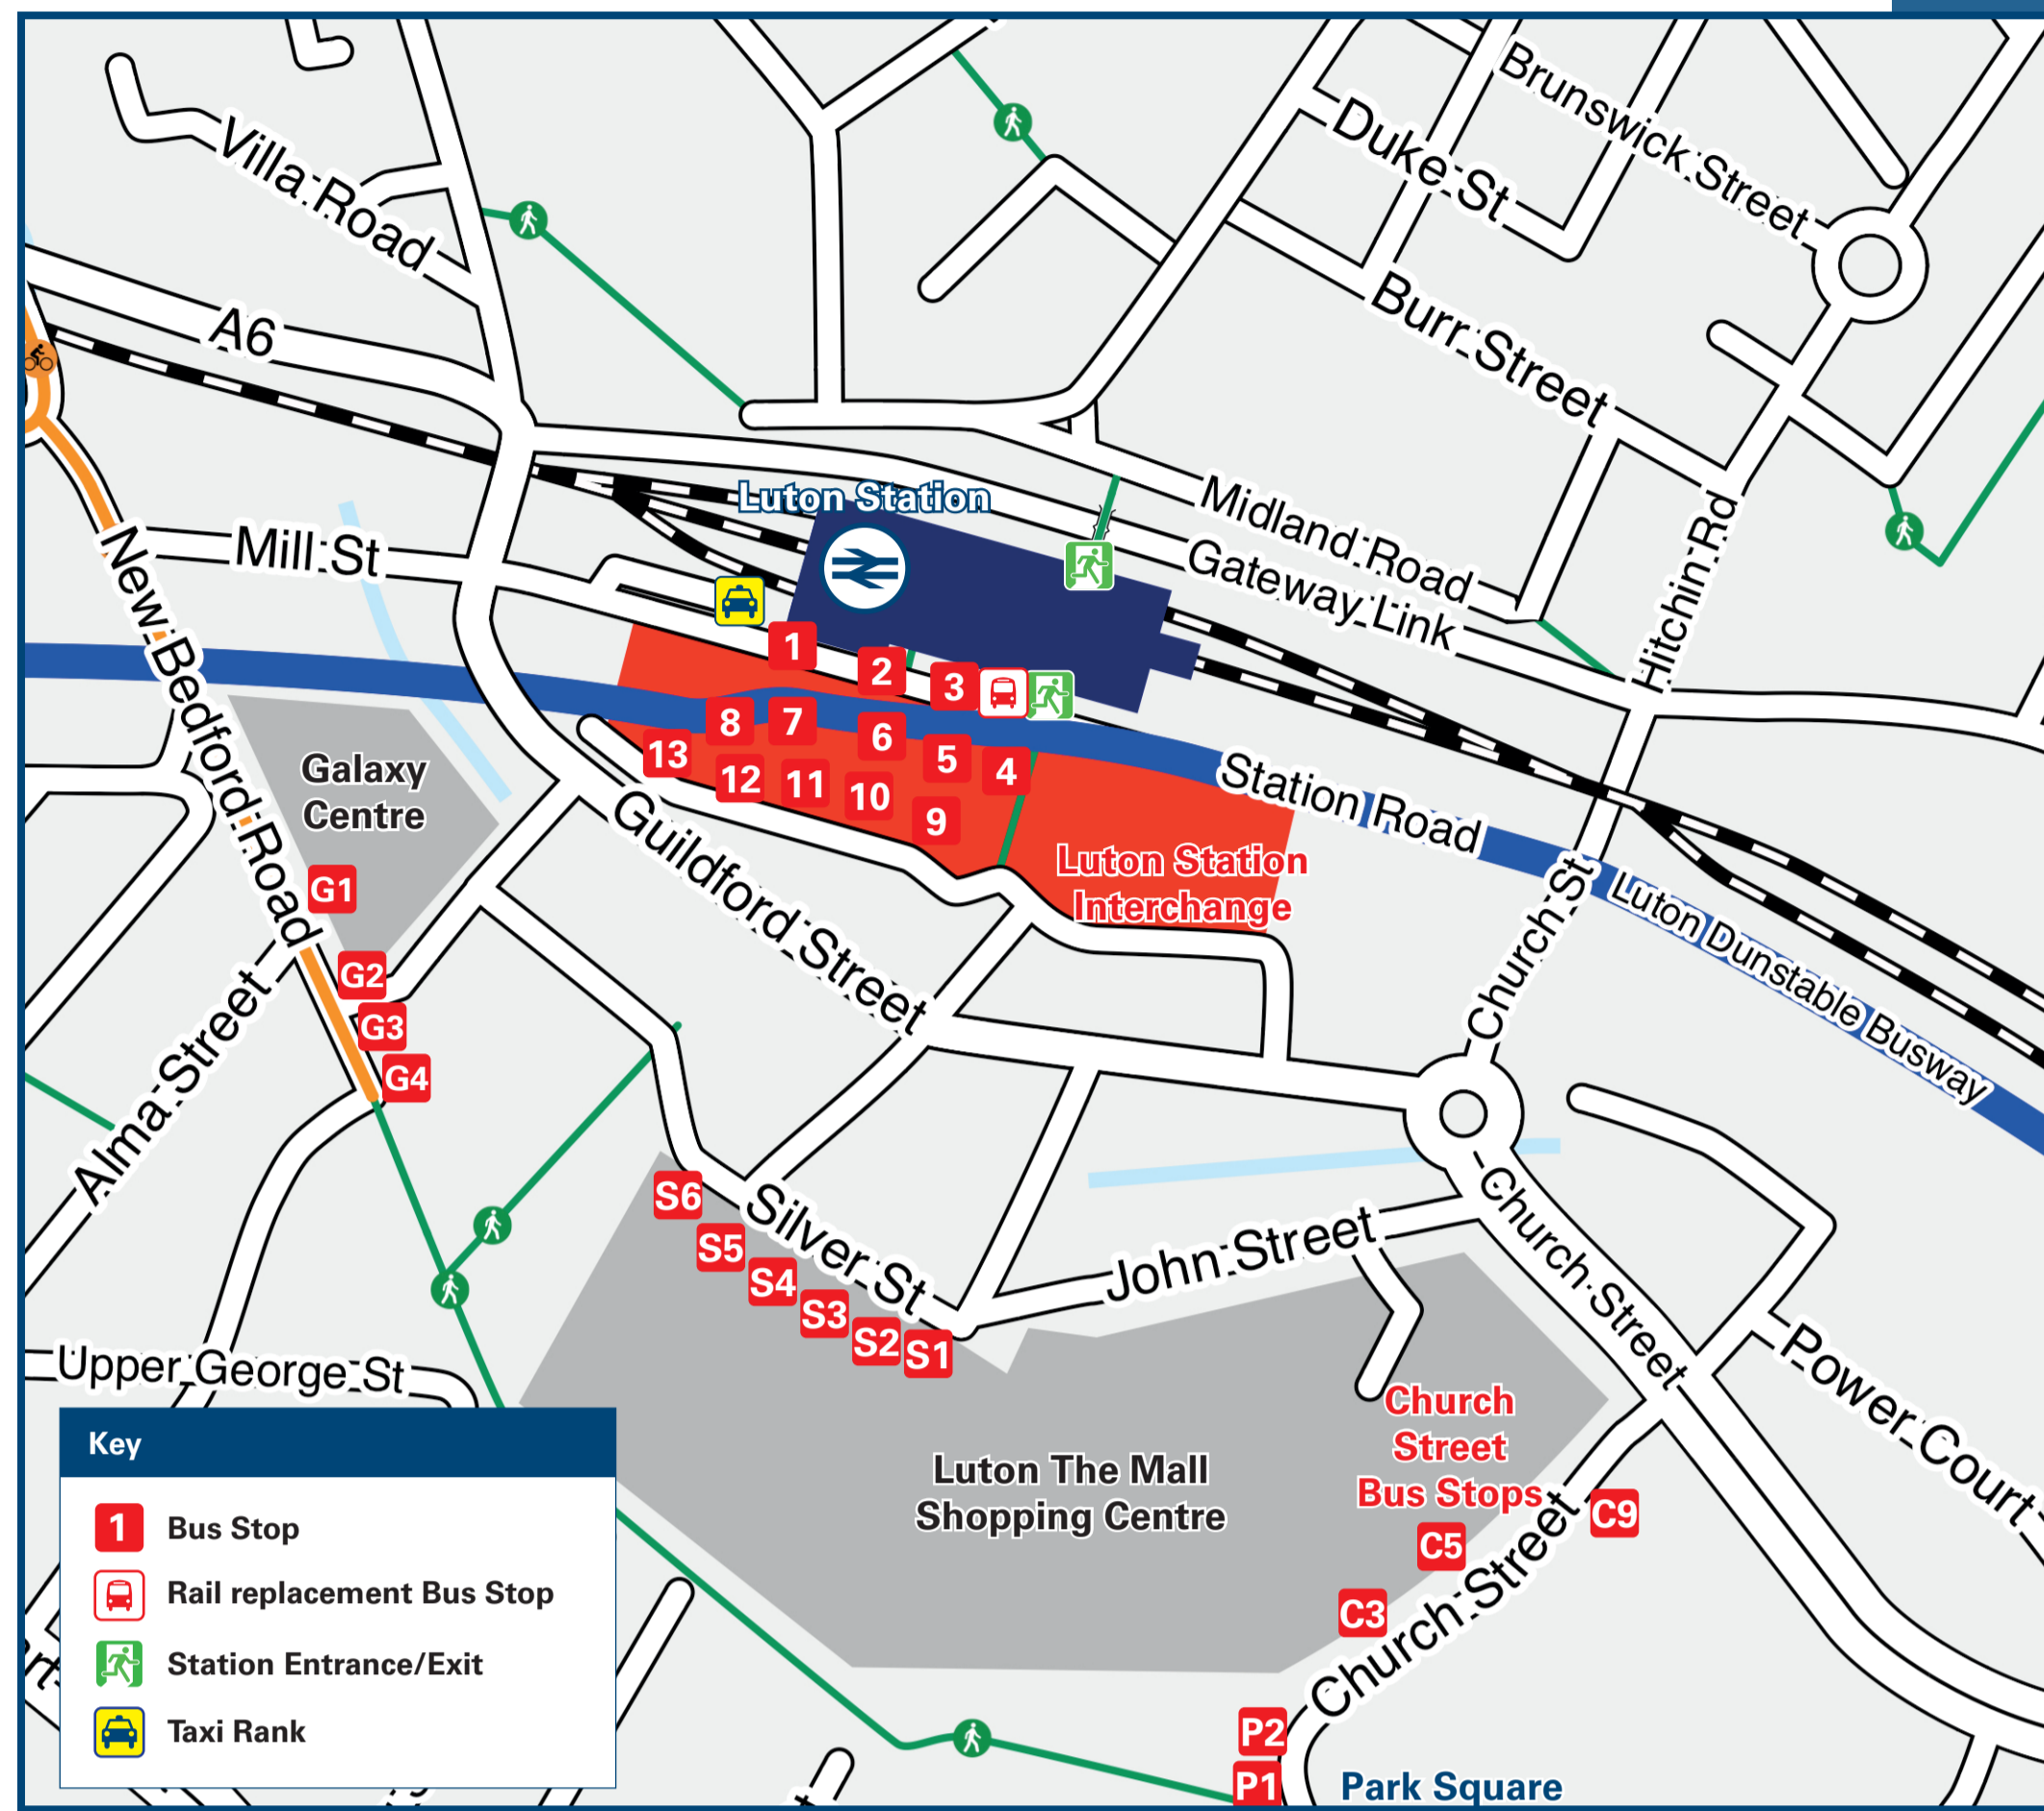 Brunswick Street
Duke St
Villa Road
Burr Street
A6
Luton Station
Midland Road
Gateway Link
Hitchin Rd
Mill St
New Bedford Road
1
2
3
8
7
6
5
4
13
12
11
10
9
Galaxy
Centre
Station Road
Guildford Street
Luton Station
Interchange
G1
G2
G3
G4
Church St
Luton Dunstable Busway
Alma Street
S6
S5
S4
S3
S2
S1
Silver St
John Street
Church Street
Power Court
Upper George St
Church
Street
Bus Stops
Luton The Mall
Shopping Centre
C9
C5
C3
Church Street
P2
P1
Park Square
Key
1 Bus Stop
Rail replacement Bus Stop
Station Entrance/Exit
Taxi Rank